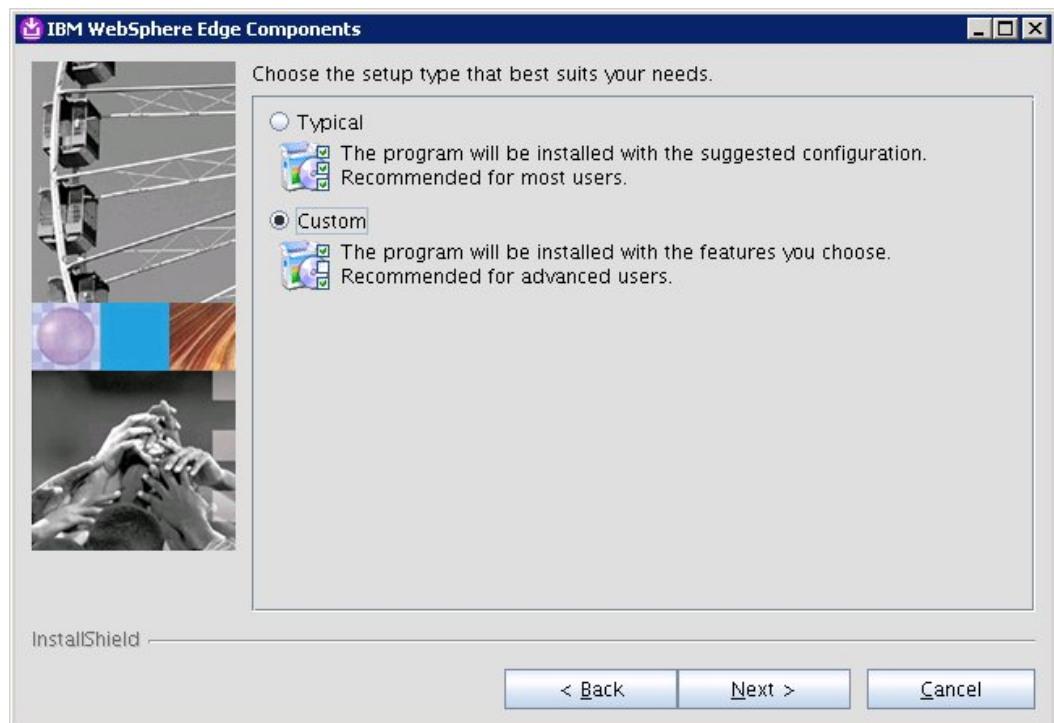 IBM WebSphere Edge Components
Choose the setup type that best suits your needs.
Typical
The program will be installed with the suggested configuration.
Recommended for most users.
Custom
The program will be installed with the features you choose.
Recommended for advanced users.
InstallShield
< Back
Next >
Cancel